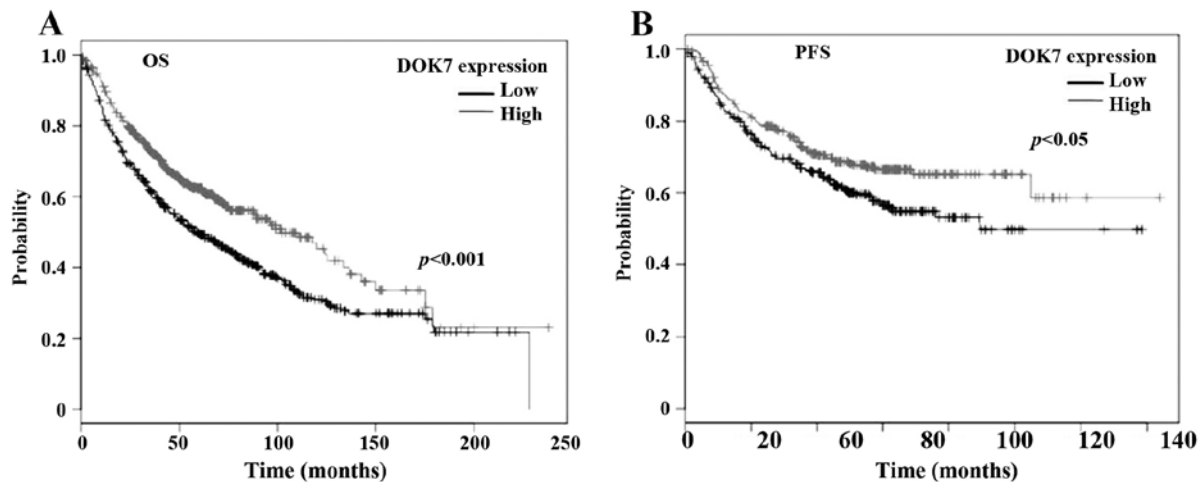 A
OS
DOK7 expression
Low
High
p<0.001
Probability
1.0
0.8
0.6
0.4
0.2
0
0 50 100 150 200 250
Time (months)
B
PFS
DOK7 expression
Low
High
p<0.05
Probability
1.0
0.8
0.6
0.4
0.2
0
0 20 40 60 80 100 120 140
Time (months)